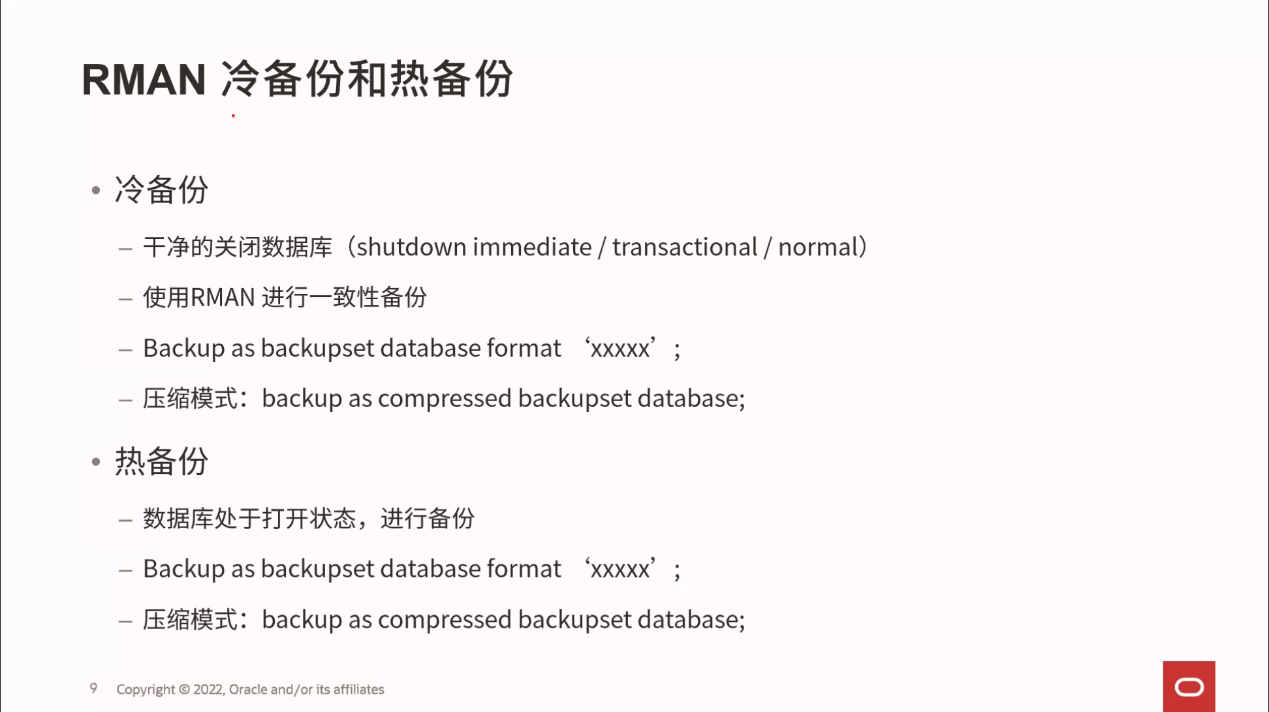 RMAN 冷备份和热备份
• 冷备份
– 干净的关闭数据库（shutdown immediate / transactional / normal）
– 使用RMAN 进行一致性备份
– Backup as backupset database format ‘xxxxx’;
– 压缩模式：backup as compressed backupset database;
• 热备份
– 数据库处于打开状态，进行备份
– Backup as backupset database format ‘xxxxx’;
– 压缩模式：backup as compressed backupset database;
9 Copyright © 2022, Oracle and/or its affiliates